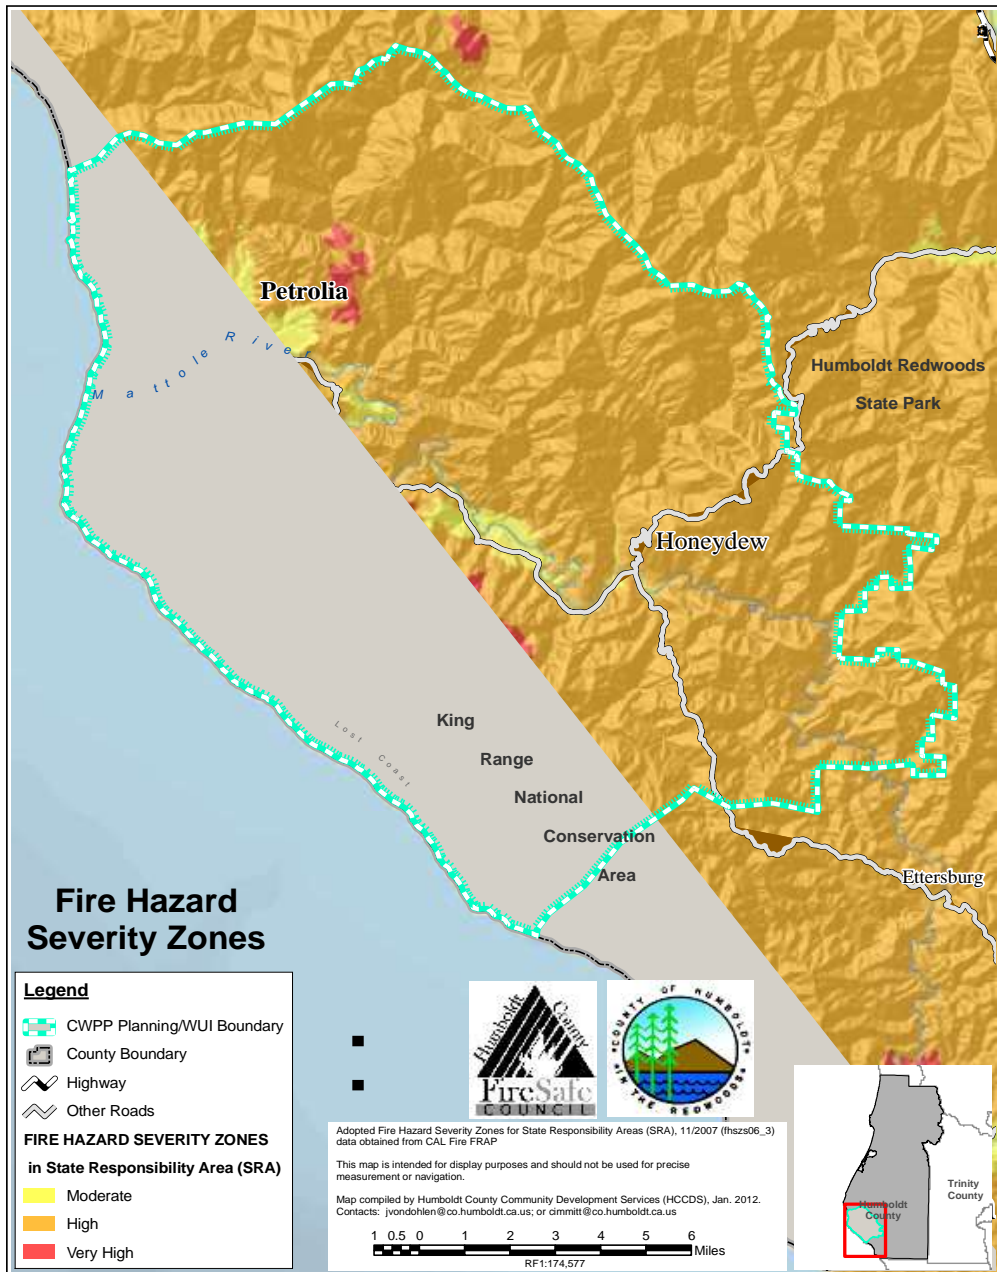 Petrolia
Mattole River
Humboldt Redwoods
State Park
Honeydew
Lost Coast
King
Range
National
Conservation
Area
Ettersburg
Fire Hazard
Severity Zones
Legend
CWPP Planning/WUI Boundary
County Boundary
Highway
Other Roads
FIRE HAZARD SEVERITY ZONES
in State Responsibility Area (SRA)
Moderate
High
Very High
Humboldt County
FireSafe
COUNCIL
COUNTY OF HUMBOLDT
IN THE REDWOODS
Adopted Fire Hazard Severity Zones for State Responsibility Areas (SRA), 11/2007 (fhszs06_3)
data obtained from CAL Fire FRAP
This map is intended for display purposes and should not be used for precise
measurement or navigation.
Map compiled by Humboldt County Community Development Services (HCCDS), Jan. 2012.
Contacts: jvondohlen@co.humboldt.ca.us; or cimmitt@co.humboldt.ca.us
1 0.5 0 1 2 3 4 5 6
Miles
RF1:174,577
Trinity
County
Humboldt
County